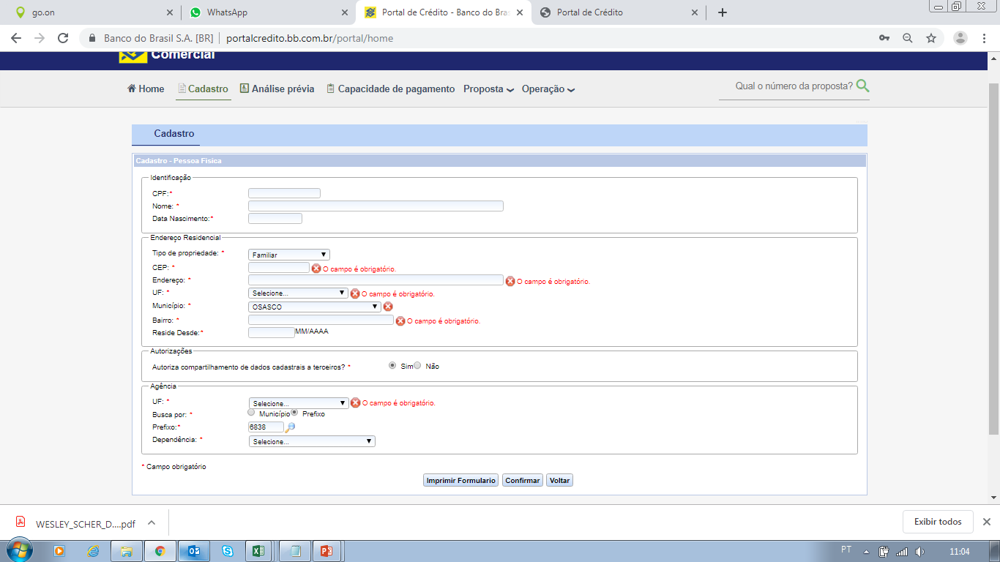 go.on
WhatsApp
Portal de Crédito - Banco do Bras
Portal de Crédito
Banco do Brasil S.A. [BR]
portalcredito.bb.com.br/portal/home
Comercial
Home
Cadastro
Análise prévia
Capacidade de pagamento
Proposta
Operação
Qual o número da proposta?
Cadastro
Cadastro - Pessoa Fisica
Identificação
CPF:*
Nome: *
Data Nascimento:*
Endereço Residencial
Tipo de propriedade: * Familiar
CEP: * O campo é obrigatório.
Endereço: * O campo é obrigatório.
UF: * Selecione... O campo é obrigatório.
Município: * OSASCO
Bairro: * O campo é obrigatório.
Reside Desde:* MM/AAAA
Autorizações
Autoriza compartilhamento de dados cadastrais a terceiros? * Sim Não
Agência
UF: * Selecione... O campo é obrigatório.
Busca por: * Município Prefixo
Prefixo:* 6838
Dependência: * Selecione...
* Campo obrigatório
Imprimir Formulario Confirmar Voltar
WESLEY_SCHER_D....pdf
Exibir todos
PT
11:04